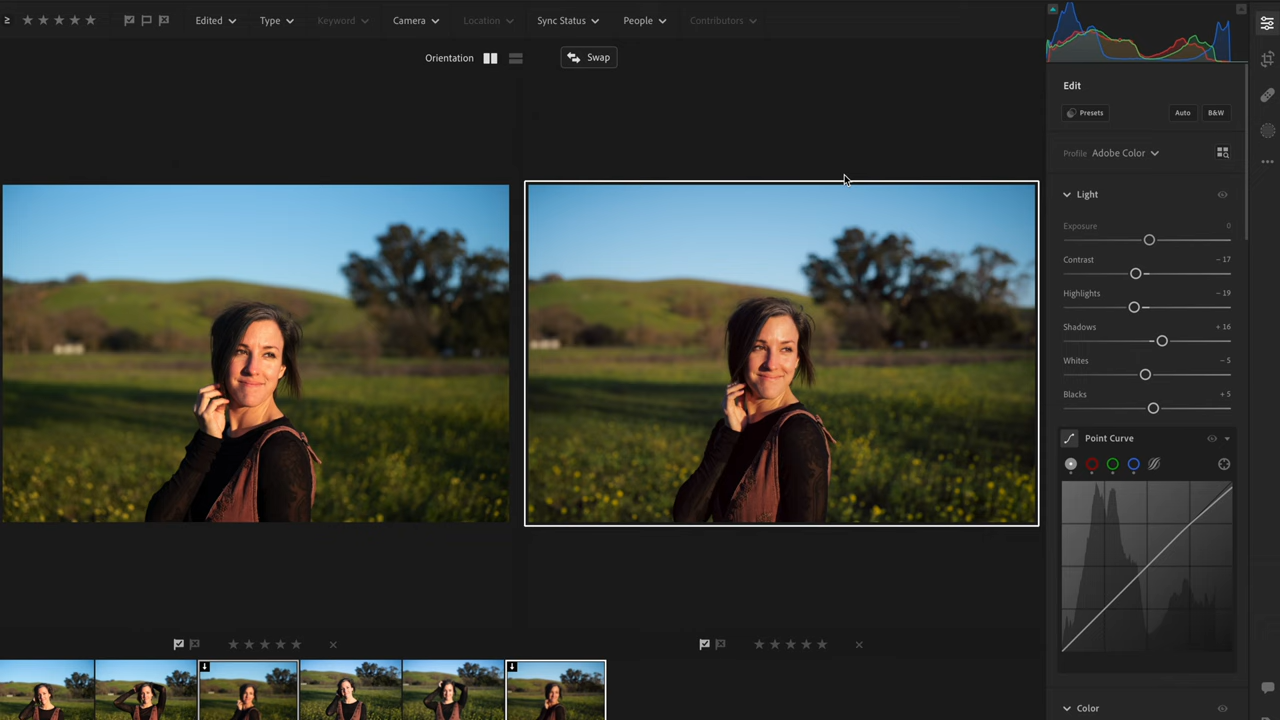 ≥ Edited Type Keyword Camera Location Sync Status People Contributors
Orientation Swap
Edit
Presets Auto B&W
Profile Adobe Color
Light
Exposure 0
Contrast – 17
Highlights – 19
Shadows + 16
Whites – 5
Blacks + 5
Point Curve
Color